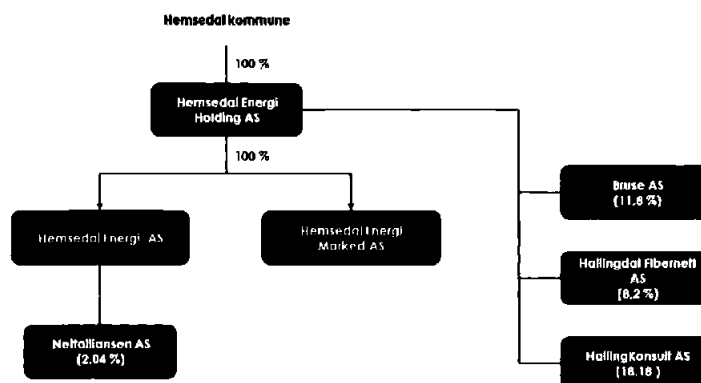 Hemsedal kommune
100 %
Hemsedal Energi
Holding AS
100 %
Hemsedal Energi AS
Hemsedal Energi
Marked AS
Bruse AS
(11,8 %)
Hallingdal Fibernett
AS
(8,2 %)
Nettalliansen AS
(2,04 %)
HallingKonsult AS
(18,18 )